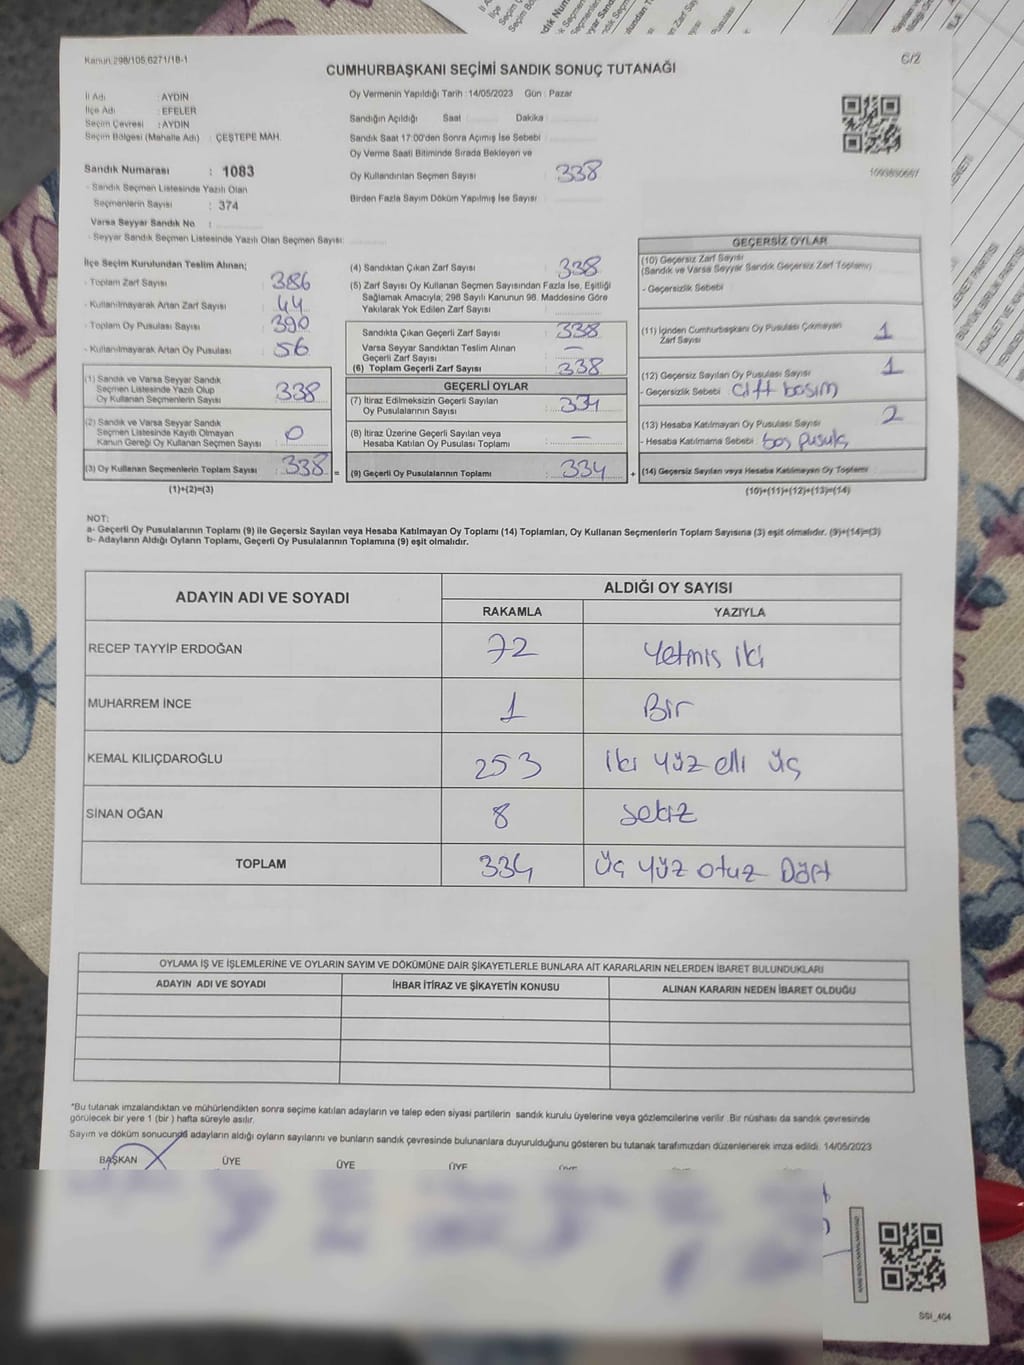 Kanun.298/105,6271/1B-1
C/2
CUMHURBAŞKANI SEÇİMİ SANDIK SONUÇ TUTANAĞI
İl Adı : AYDIN
İlçe Adı : EFELER
Seçim Çevresi : AYDIN
Seçim Bölgesi (Mahalle Adı) : ÇEŞTEPE MAH.
Sandık Numarası : 1083
- Sandık Seçmen Listesinde Yazılı Olan
Seçmenlerin Sayısı : 374
Varsa Seyyar Sandık No :
- Seyyar Sandık Seçmen Listesinde Yazılı Olan Seçmen Sayısı:
Oy Vermenin Yapıldığı Tarih : 14/05/2023 Gün : Pazar
Sandığın Açıldığı Saat Dakika
Sandık Saat 17:00'den Sonra Açımış İse Sebebi :
Oy Verme Saati Bitiminde Sırada Bekleyen ve
Oy Kullandırılan Seçmen Sayısı : 338
Birden Fazla Sayım Döküm Yapılmış İse Sayısı :
1093830667
İlçe Seçim Kurulundan Teslim Alınan;
- Toplam Zarf Sayısı : 386
- Kullanılmayarak Artan Zarf Sayısı : 44
- Toplam Oy Pusulası Sayısı : 390
- Kullanılmayarak Artan Oy Pusulası : 56
(1) Sandık ve Varsa Seyyar Sandık
Seçmen Listesinde Yazılı Olup
Oy Kullanan Seçmenlerin Sayısı : 338
(2) Sandık ve Varsa Seyyar Sandık
Seçmen Listesinde Kayıtlı Olmayan
Kanun Gereği Oy Kullanan Seçmen Sayısı : 0
(3) Oy Kullanan Seçmenlerin Toplam Sayısı : 338 =
(1)+(2)=(3)
(4) Sandıktan Çıkan Zarf Sayısı : 338
(5) Zarf Sayısı Oy Kullanan Seçmen Sayısından Fazla İse, Eşitliği
Sağlamak Amacıyla; 298 Sayılı Kanunun 98. Maddesine Göre
Yakılarak Yok Edilen Zarf Sayısı :
Sandıkta Çıkan Geçerli Zarf Sayısı : 338
Varsa Seyyar Sandıktan Teslim Alınan
Geçerli Zarf Sayısı : —
(6) Toplam Geçerli Zarf Sayısı : 338
GEÇERLİ OYLAR
(7) İtiraz Edilmeksizin Geçerli Sayılan
Oy Pusulalarının Sayısı : 334
(8) İtiraz Üzerine Geçerli Sayılan veya
Hesaba Katılan Oy Pusulası Toplamı : —
(9) Geçerli Oy Pusulalarının Toplamı : 334 +
GEÇERSİZ OYLAR
(10) Geçersiz Zarf Sayısı
(Sandık ve Varsa Seyyar Sandık Geçersiz Zarf Toplamı)
- Geçersizlik Sebebi
(11) İçinden Cumhurbaşkanı Oy Pusulası Çıkmayan
Zarf Sayısı 1
(12) Geçersiz Sayılan Oy Pusulası Sayısı 1
- Geçersizlik Sebebi çift basım
(13) Hesaba Katılmayan Oy Pusulası Sayısı 2
- Hesaba Katılmama Sebebi : boş pusula
(14) Geçersiz Sayılan veya Hesaba Katılmayan Oy Toplamı
(10)+(11)+(12)+(13)=(14)
NOT:
a- Geçerli Oy Pusulalarının Toplamı (9) ile Geçersiz Sayılan veya Hesaba Katılmayan Oy Toplamı (14) Toplamları, Oy Kullanan Seçmenlerin Toplam Sayısına (3) eşit olmalıdır. (9)+(14)=(3)
b- Adayların Aldığı Oyların Toplamı, Geçerli Oy Pusulalarının Toplamına (9) eşit olmalıdır.
ADAYIN ADI VE SOYADI
ALDIĞI OY SAYISI
RAKAMLA YAZIYLA
RECEP TAYYİP ERDOĞAN 72 Yetmiş iki
MUHARREM İNCE 1 Bir
KEMAL KILIÇDAROĞLU 253 iki yüz elli üç
SİNAN OĞAN 8 sekiz
TOPLAM 334 üç yüz otuz Dört
OYLAMA İŞ VE İŞLEMLERİNE VE OYLARIN SAYIM VE DÖKÜMÜNE DAİR ŞİKAYETLERLE BUNLARA AİT KARARLARIN NELERDEN İBARET BULUNDUKLARI
ADAYIN ADI VE SOYADI İHBAR İTİRAZ VE ŞİKAYETİN KONUSU ALINAN KARARIN NEDEN İBARET OLDUĞU
*Bu tutanak imzalandıktan ve mühürlendikten sonra seçime katılan adayların ve talep eden siyasi partilerin sandık kurulu üyelerine veya gözlemcilerine verilir. Bir nüshası da sandık çevresinde
görülecek bir yere 1 (bir) hafta süreyle asılır.
Sayım ve döküm sonucunda adayların aldığı oyların sayılarını ve bunların sandık çevresinde bulunanlara duyurulduğunu gösteren bu tutanak tarafımızdan düzenlenerek imza edildi. 14/05/2023
BAŞKAN ÜYE ÜYE ÜYE
SSI_404